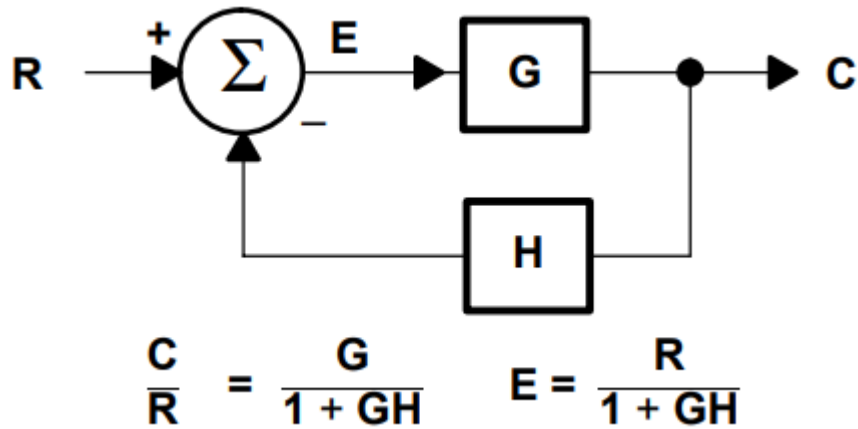 +
R Σ E G C
−
H
C/R = G/(1 + GH) E = R/(1 + GH)